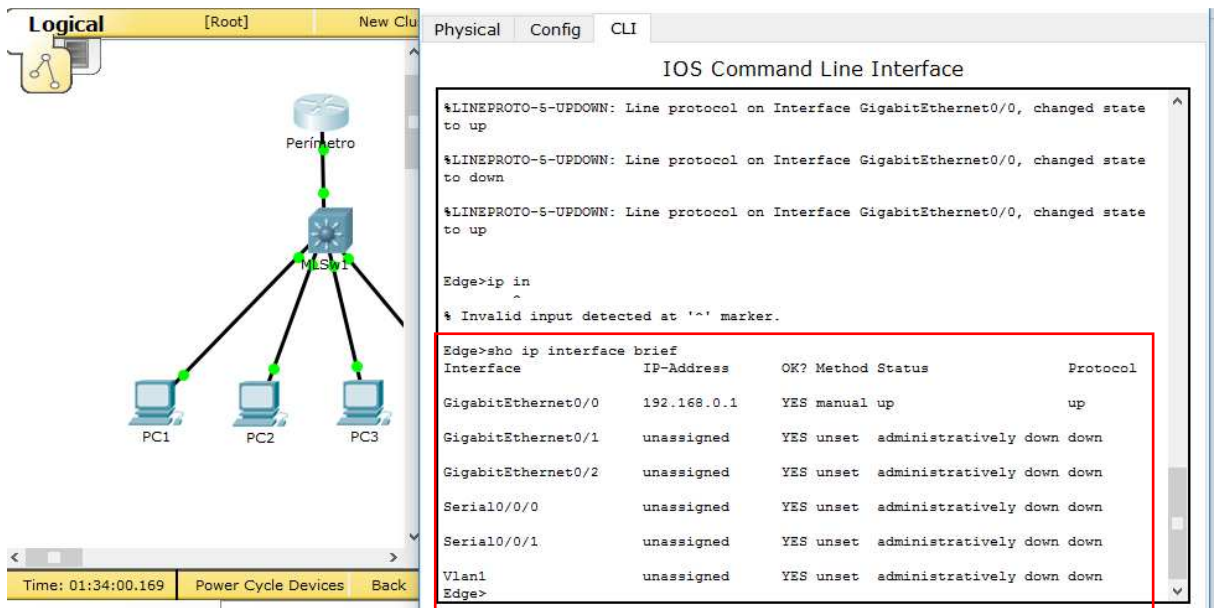 Logical
[Root]
New Clu
Perímetro
MLSw1
PC1
PC2
PC3
Time: 01:34:00.169
Power Cycle Devices
Back
Physical
Config
CLI
IOS Command Line Interface
%LINEPROTO-5-UPDOWN: Line protocol on Interface GigabitEthernet0/0, changed state
to up
%LINEPROTO-5-UPDOWN: Line protocol on Interface GigabitEthernet0/0, changed state
to down
%LINEPROTO-5-UPDOWN: Line protocol on Interface GigabitEthernet0/0, changed state
to up
Edge>ip in
^
% Invalid input detected at '^' marker.
Edge>sho ip interface brief
Interface IP-Address OK? Method Status Protocol
GigabitEthernet0/0 192.168.0.1 YES manual up up
GigabitEthernet0/1 unassigned YES unset administratively down down
GigabitEthernet0/2 unassigned YES unset administratively down down
Serial0/0/0 unassigned YES unset administratively down down
Serial0/0/1 unassigned YES unset administratively down down
Vlan1 unassigned YES unset administratively down down
Edge>